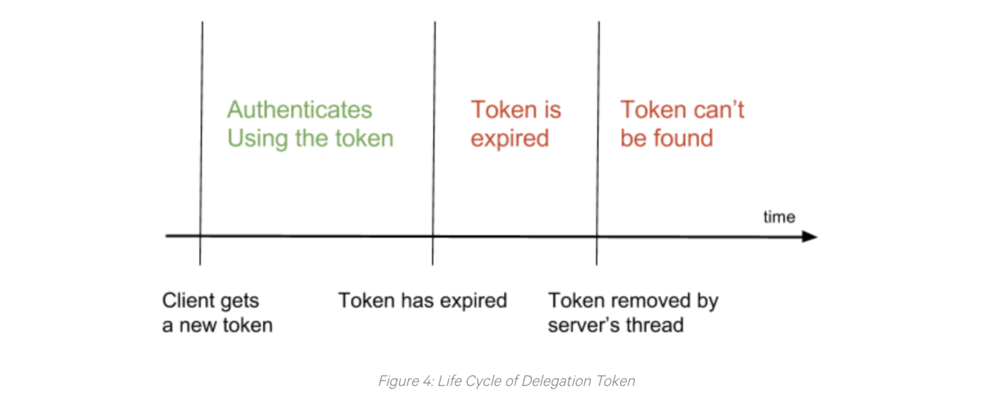 Authenticates
Using the token
Token is
expired
Token can't
be found
time
Client gets
a new token
Token has expired
Token removed by
server's thread
Figure 4: Life Cycle of Delegation Token